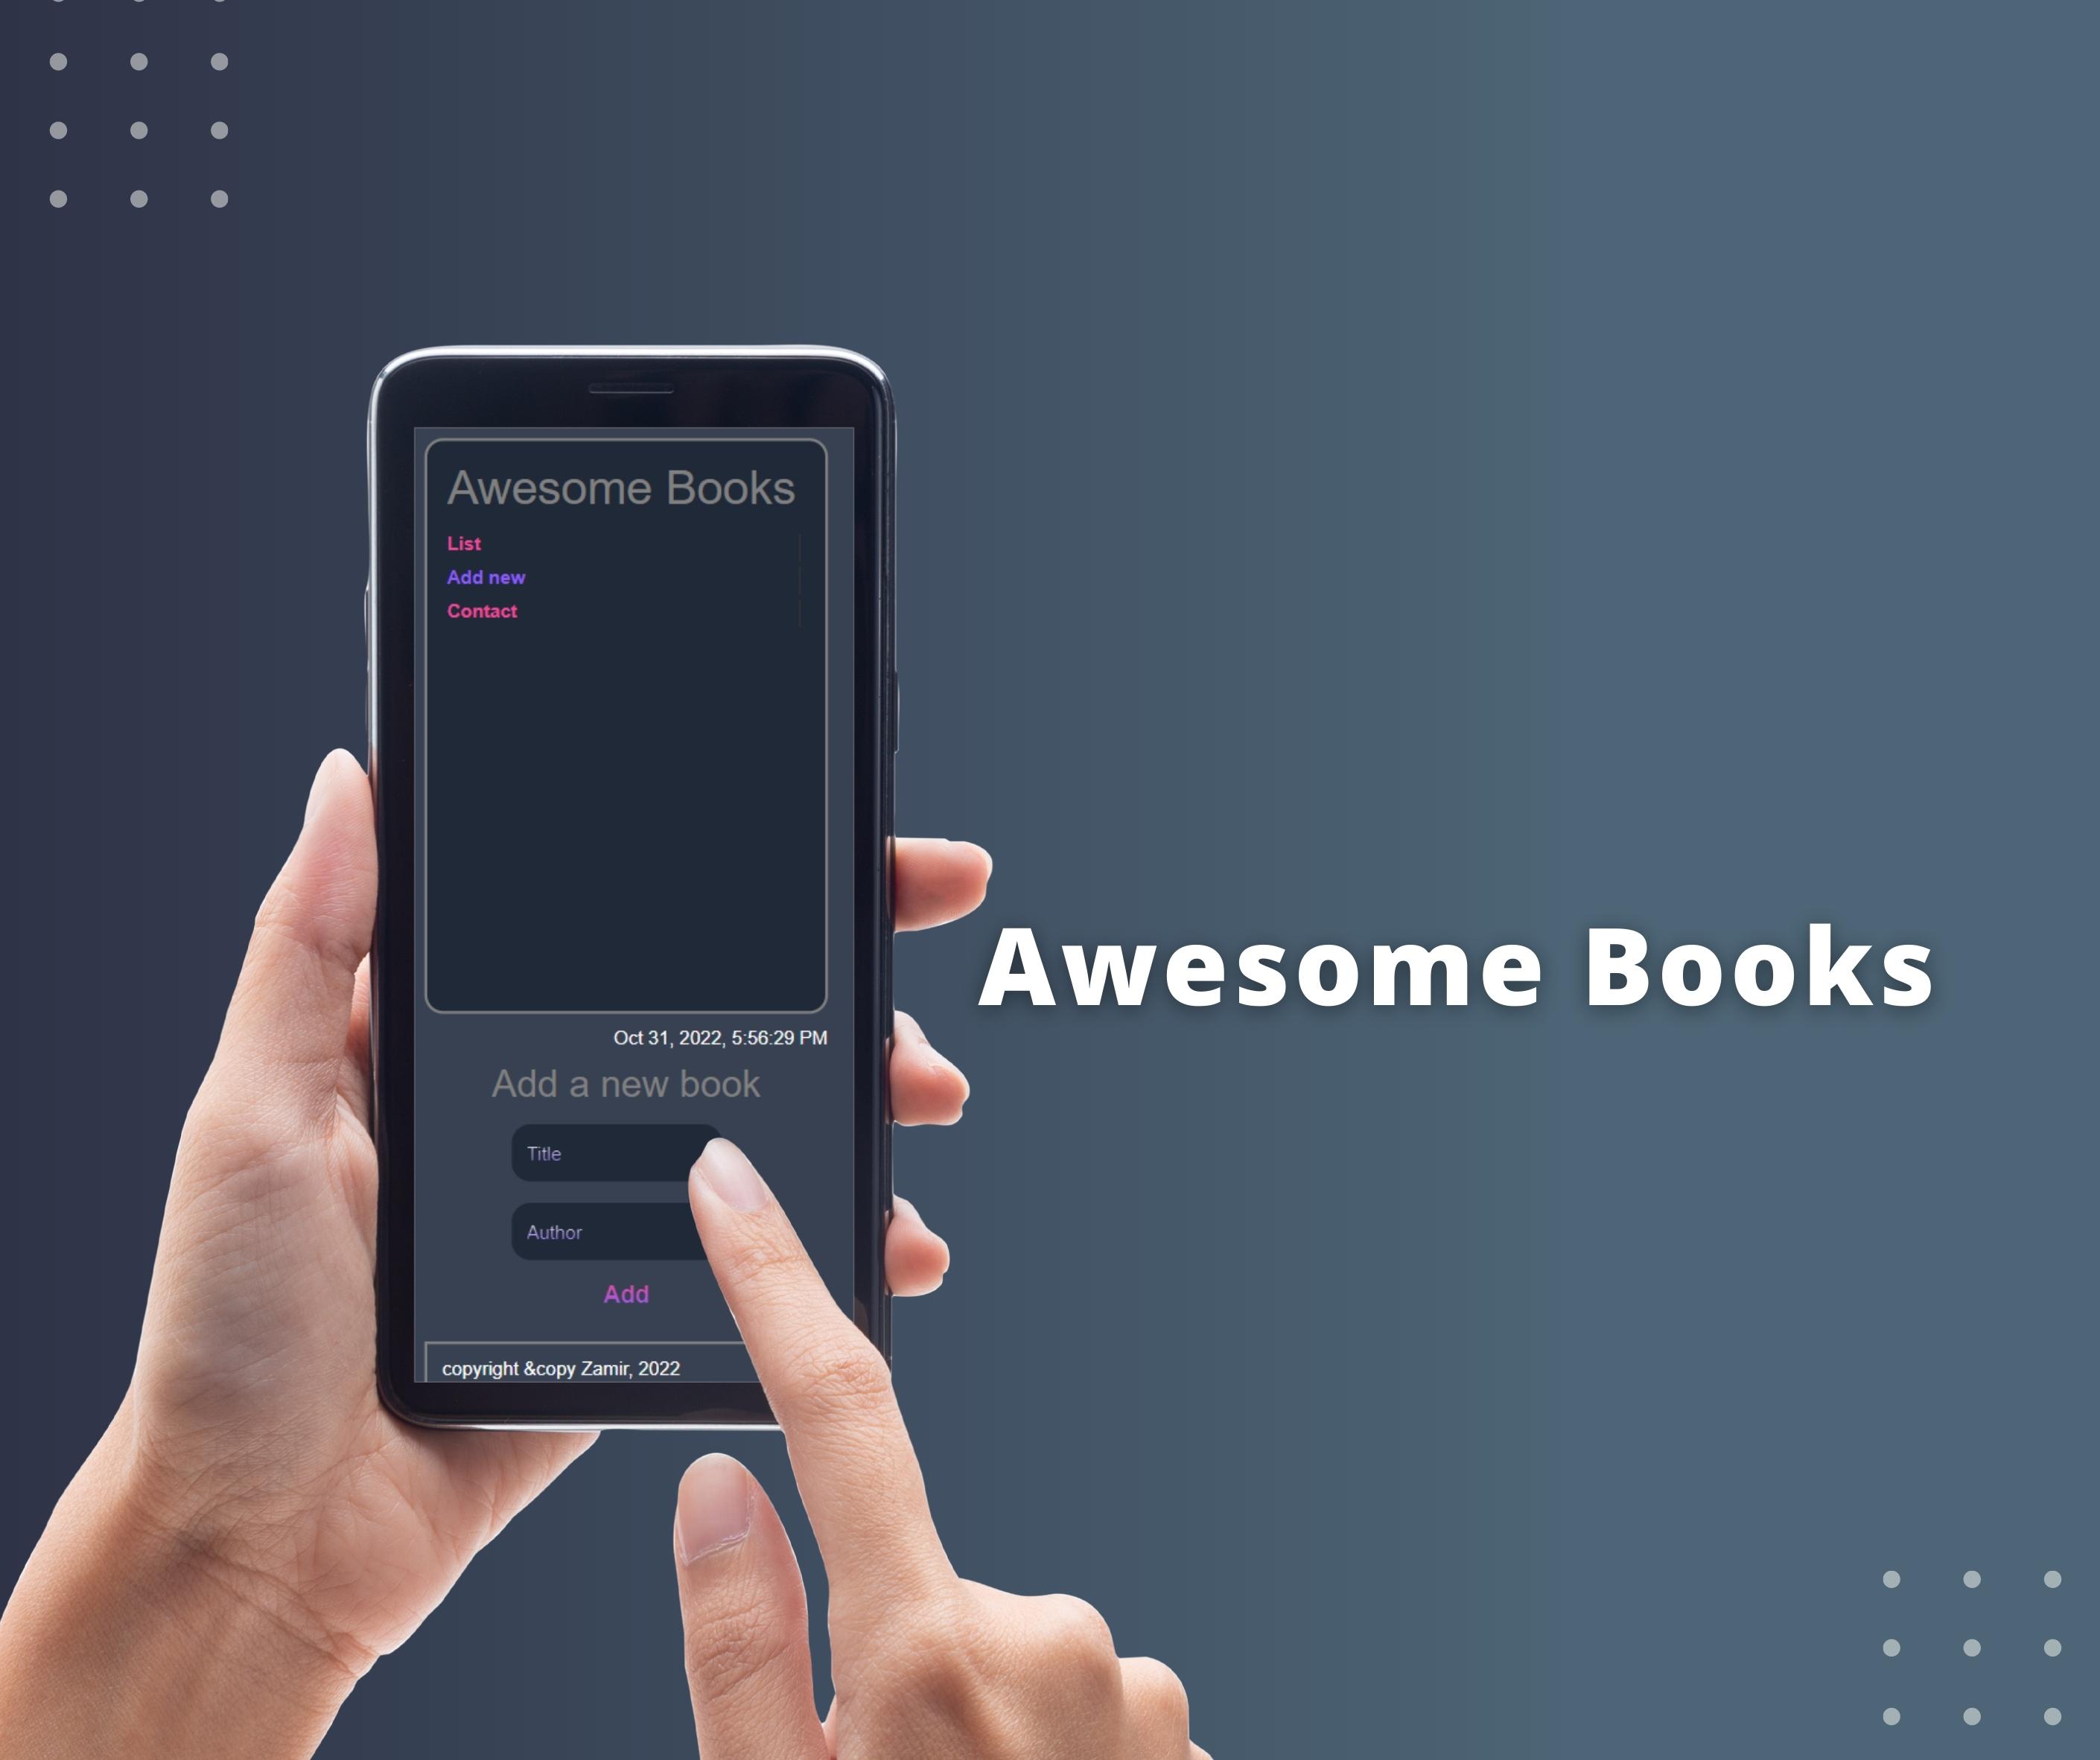 Awesome Books
List
Add new
Contact
Oct 31, 2022, 5:56:29 PM
Add a new book
Title
Author
Add
copyright &copy Zamir, 2022
Awesome Books